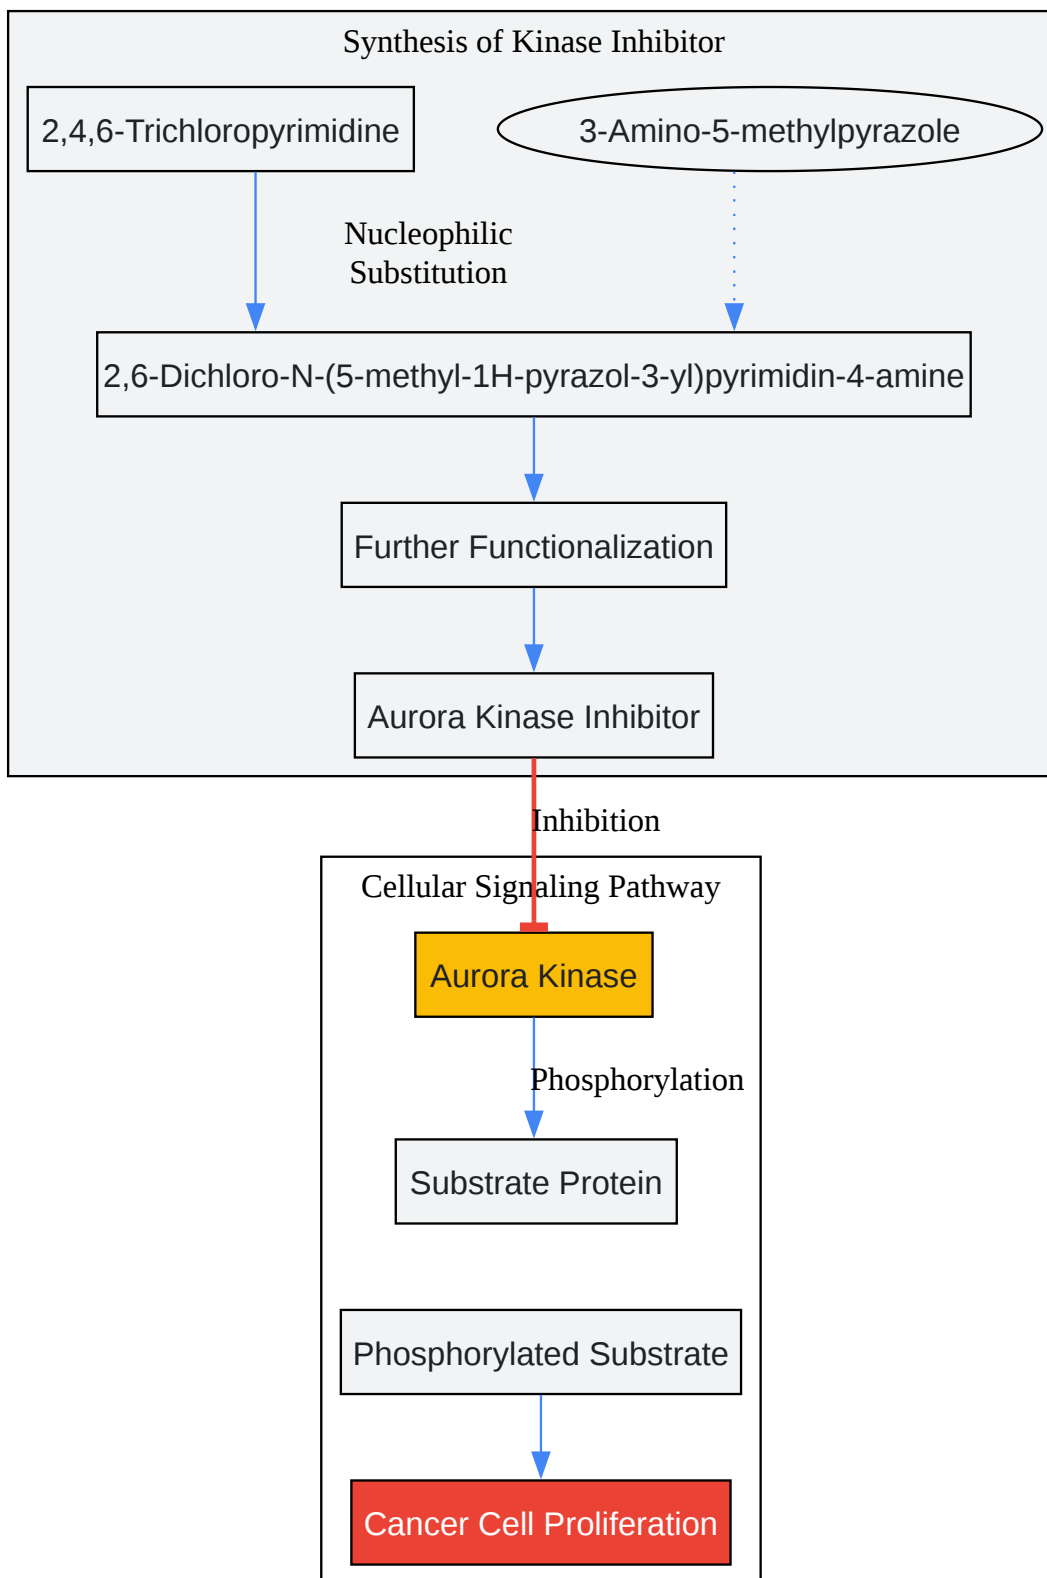 Synthesis of Kinase Inhibitor
2,4,6-Trichloropyrimidine
3-Amino-5-methylpyrazole
Nucleophilic
Substitution
2,6-Dichloro-N-(5-methyl-1H-pyrazol-3-yl)pyrimidin-4-amine
Further Functionalization
Aurora Kinase Inhibitor
Inhibition
Cellular Signaling Pathway
Aurora Kinase
Phosphorylation
Substrate Protein
Phosphorylated Substrate
Cancer Cell Proliferation